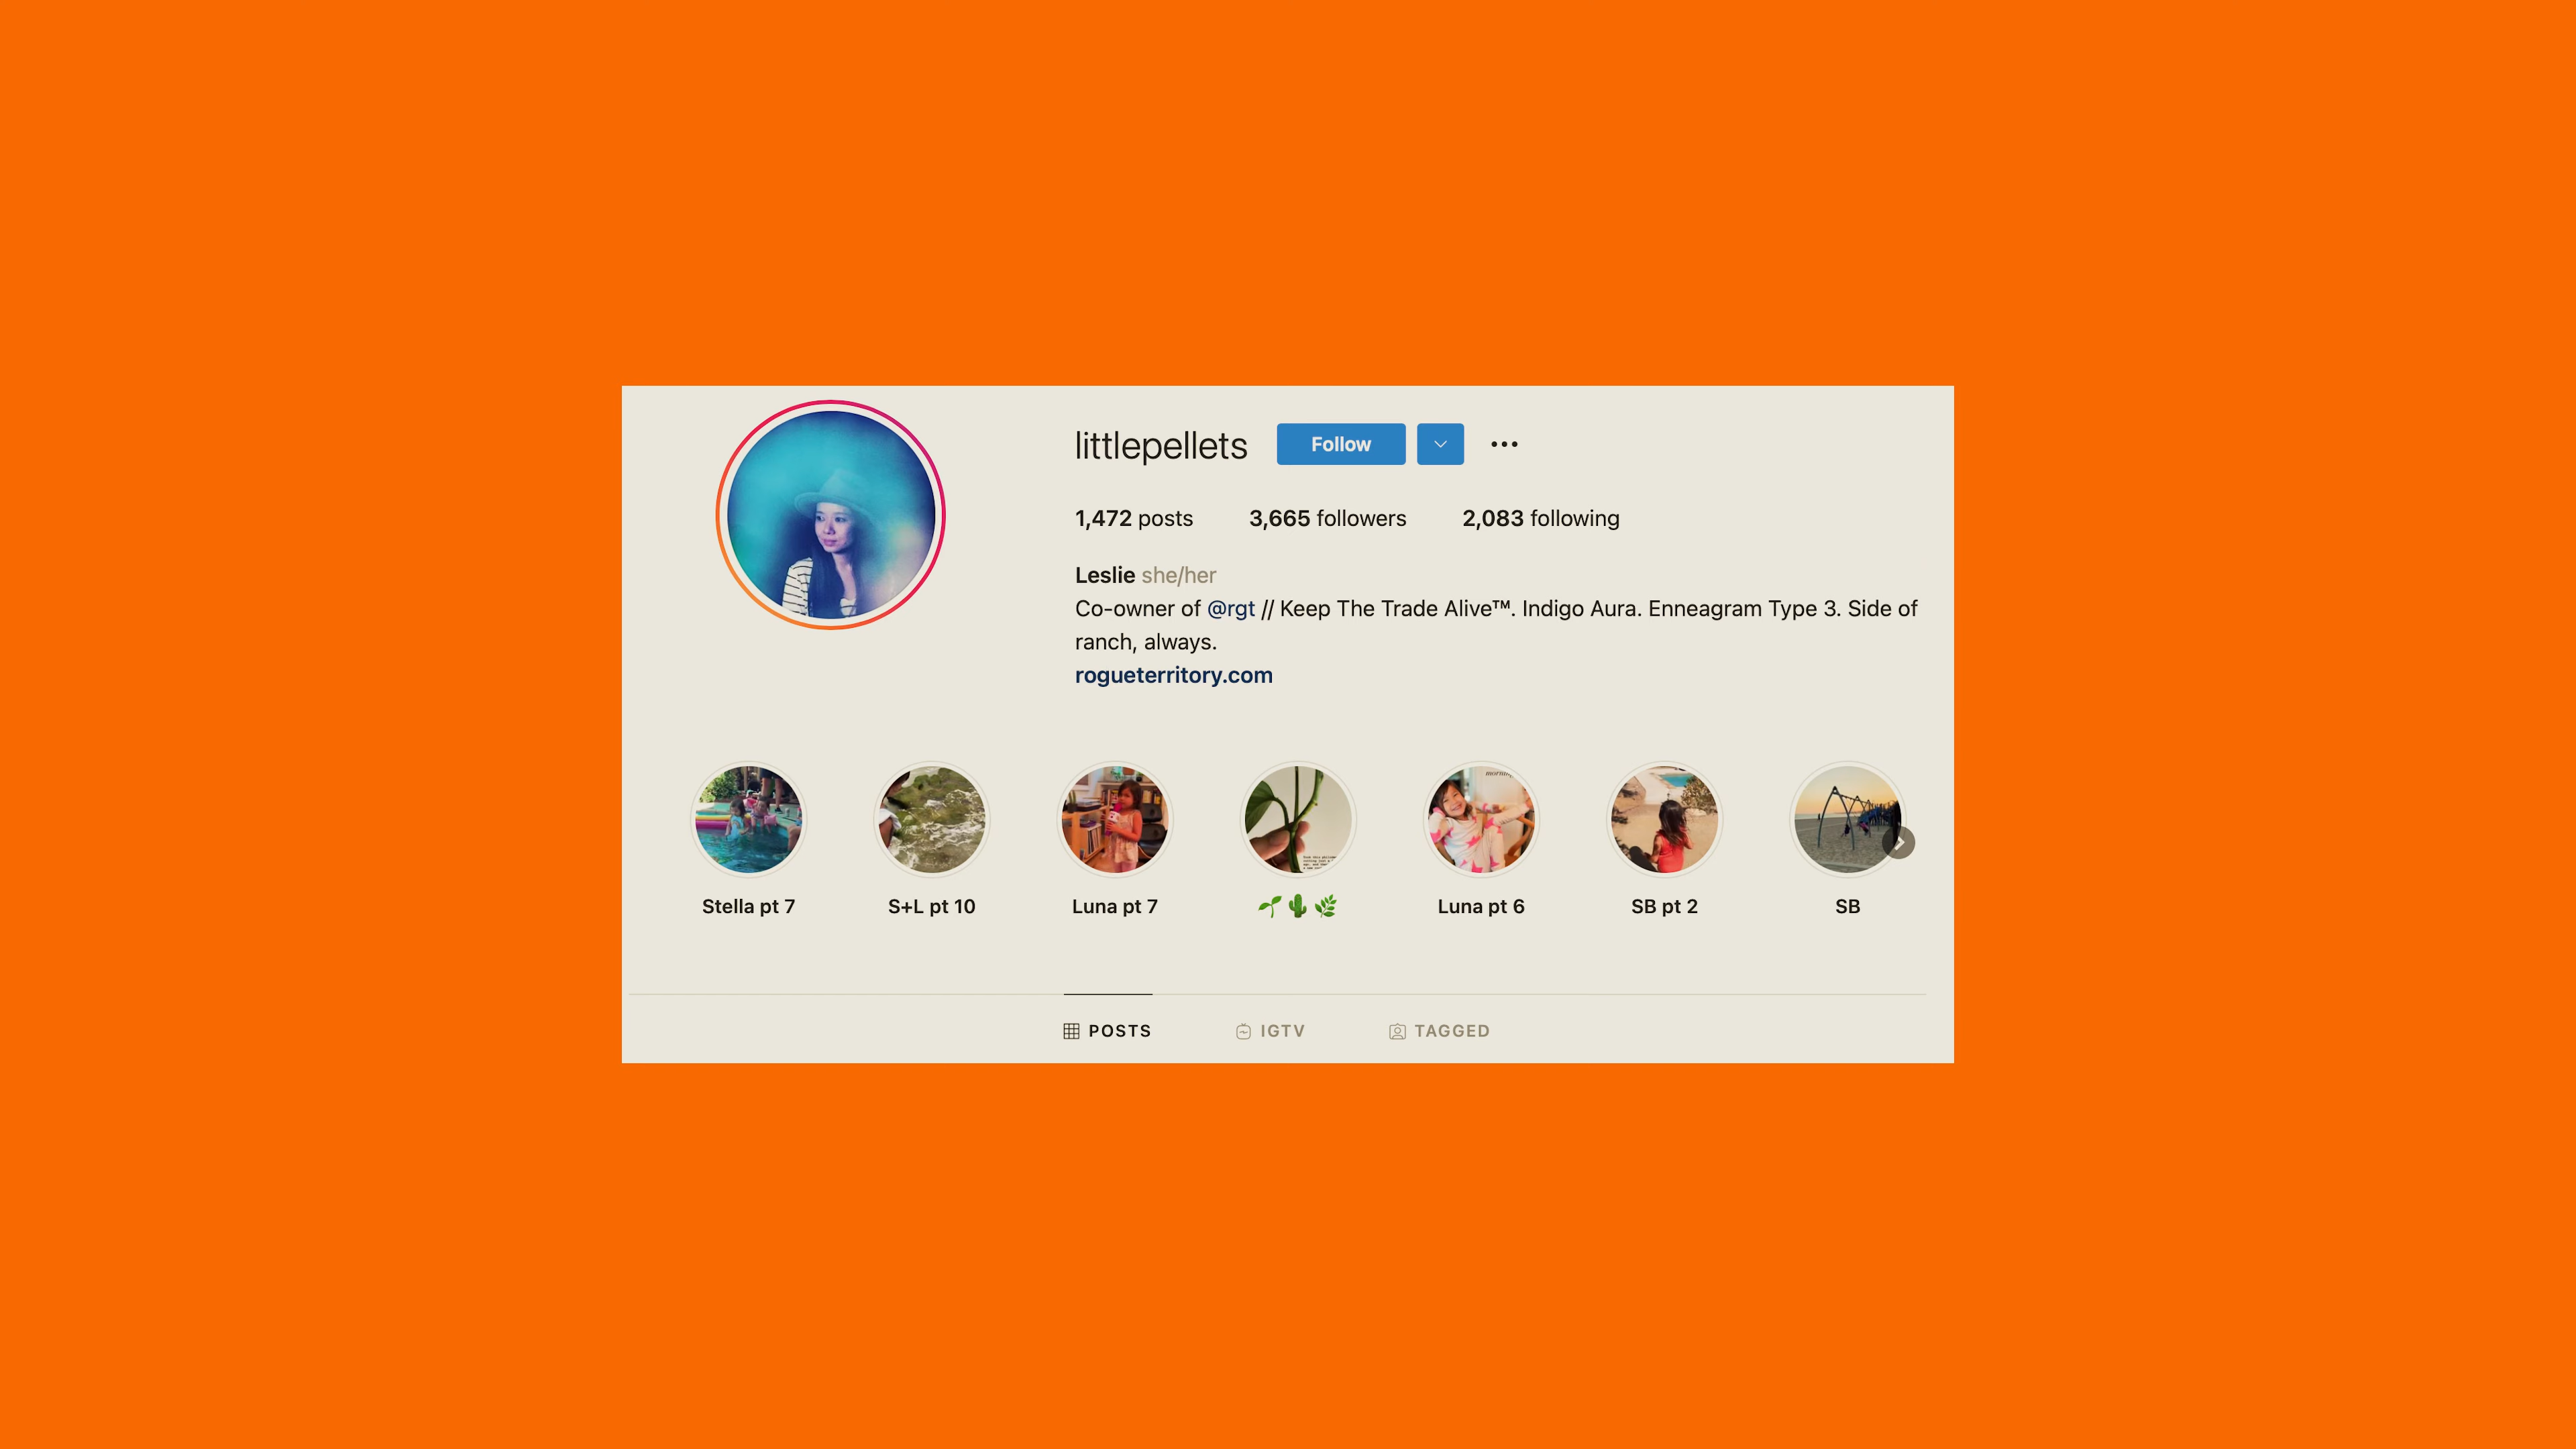 littlepellets Follow
1,472 posts 3,665 followers 2,083 following
Leslie she/her
Co-owner of @rgt // Keep The Trade Alive™. Indigo Aura. Enneagram Type 3. Side of
ranch, always.
rogueterritory.com
Stella pt 7 S+L pt 10 Luna pt 7 🌱🌵🌿 Luna pt 6 SB pt 2 SB
POSTS IGTV TAGGED